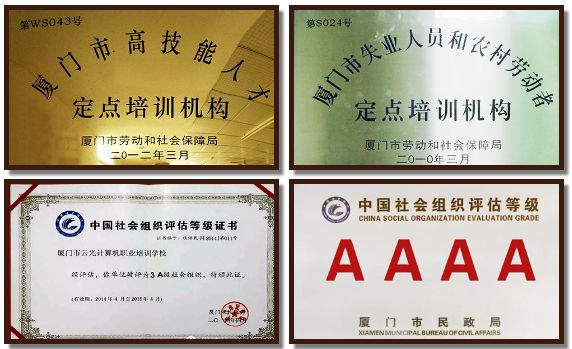 第WS043号
厦门市高技能人才
定点培训机构
厦门市劳动和社会保障局
二〇一二年三月
第S024号
厦门市失业人员和农村劳动者
定点培训机构
厦门市劳动和社会保障局
二〇一〇年三月
中国社会组织评估等级证书
厦门市云光计算机职业培训学校
经评估，你单位被评为3A级社会组织，特颁此证。
中国社会组织评估等级
CHINA SOCIAL ORGANIZATION EVALUATION GRADE
AAAA
厦门市民政局
XIAMEN MUNICIPAL BUREAU OF CIVIL AFFAIRS